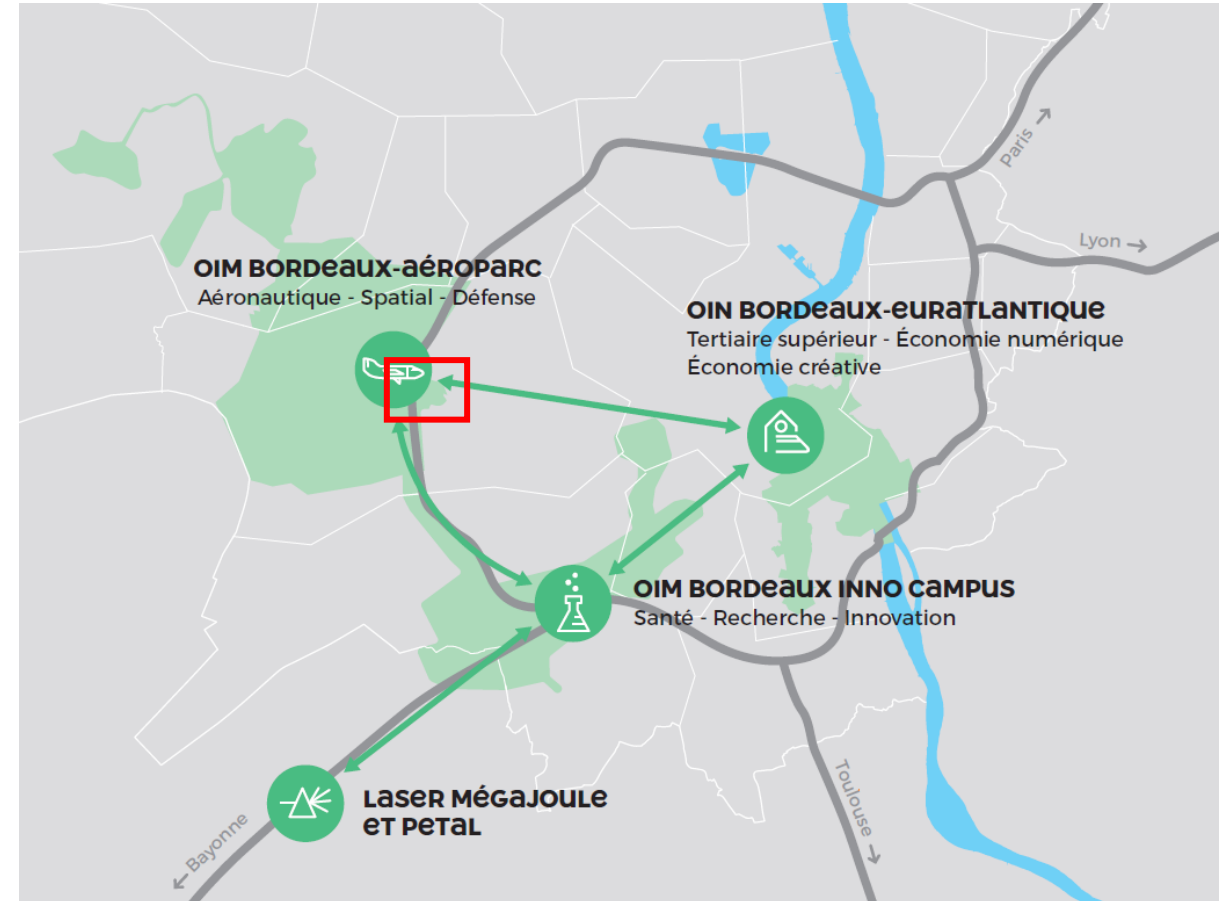 Paris
Lyon
OIM BORDeaux-aéroparc
Aéronautique - Spatial - Défense
OIN BORDeaux-euratlantique
Tertiaire supérieur - Économie numérique
Économie créative
OIM BORDeaux INNO campus
Santé - Recherche - Innovation
Laser Mégajoule
et Petal
Toulouse
Bayonne